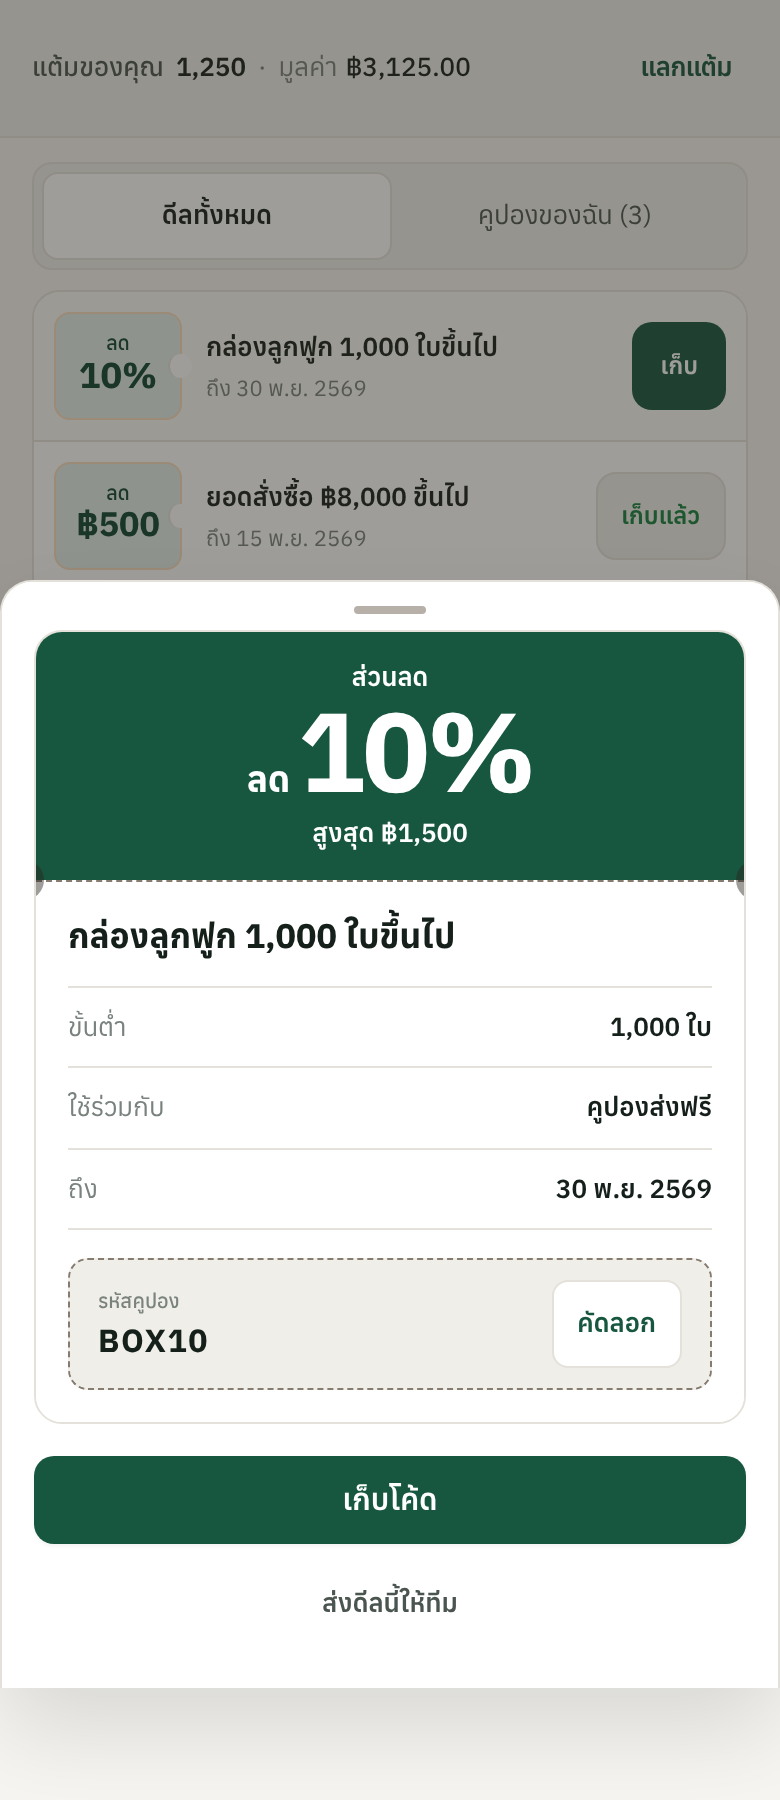 แต้มของคุณ 1,250 · มูลค่า ฿3,125.00 แลกแต้ม
ดีลทั้งหมด คูปองของฉัน (3)
ลด
10%
กล่องลูกฟูก 1,000 ใบขึ้นไป
ถึง 30 พ.ย. 2569
เก็บ
ลด
฿500
ยอดสั่งซื้อ ฿8,000 ขึ้นไป
ถึง 15 พ.ย. 2569
เก็บแล้ว
ส่วนลด
ลด 10%
สูงสุด ฿1,500
กล่องลูกฟูก 1,000 ใบขึ้นไป
ขั้นต่ำ 1,000 ใบ
ใช้ร่วมกับ คูปองส่งฟรี
ถึง 30 พ.ย. 2569
รหัสคูปอง
BOX10
คัดลอก
เก็บโค้ด
ส่งดีลนี้ให้ทีม